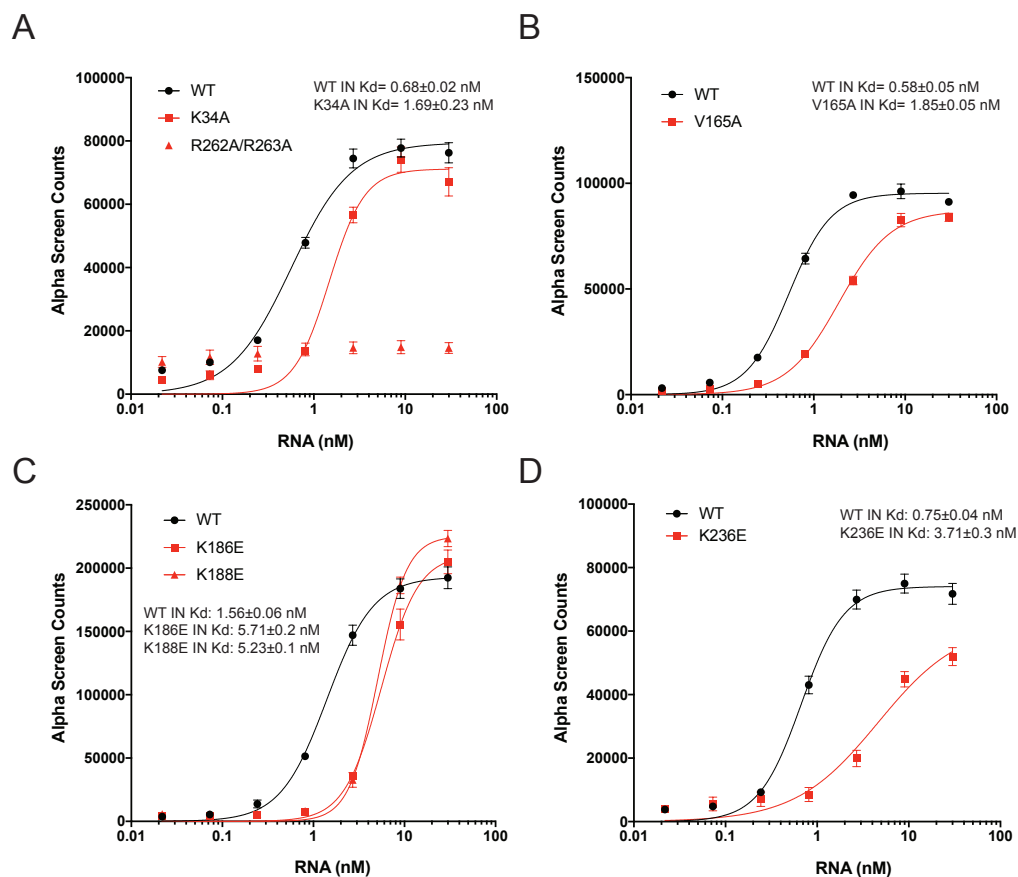 A
100000
80000
60000
40000
20000
0
Alpha Screen Counts
WT
K34A
R262A/R263A
WT IN Kd= 0.68±0.02 nM
K34A IN Kd= 1.69±0.23 nM
0.01 0.1 1 10 100
RNA (nM)
B
150000
100000
50000
0
Alpha Screen Counts
WT
V165A
WT IN Kd= 0.58±0.05 nM
V165A IN Kd= 1.85±0.05 nM
0.01 0.1 1 10 100
RNA (nM)
C
250000
200000
150000
100000
50000
0
Alpha Screen Counts
WT
K186E
K188E
WT IN Kd: 1.56±0.06 nM
K186E IN Kd: 5.71±0.2 nM
K188E IN Kd: 5.23±0.1 nM
0.01 0.1 1 10 100
RNA (nM)
D
100000
80000
60000
40000
20000
0
Alpha Screen Counts
WT
K236E
WT IN Kd: 0.75±0.04 nM
K236E IN Kd: 3.71±0.3 nM
0.01 0.1 1 10 100
RNA (nM)